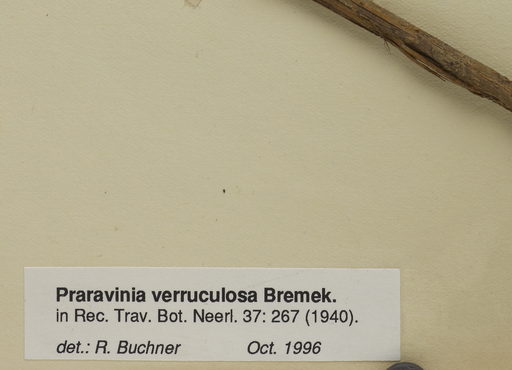 Praravinia verruculosa Bremek.
in Rec. Trav. Bot. Neerl. 37: 267 (1940).
det.: R. Buchner Oct. 1996